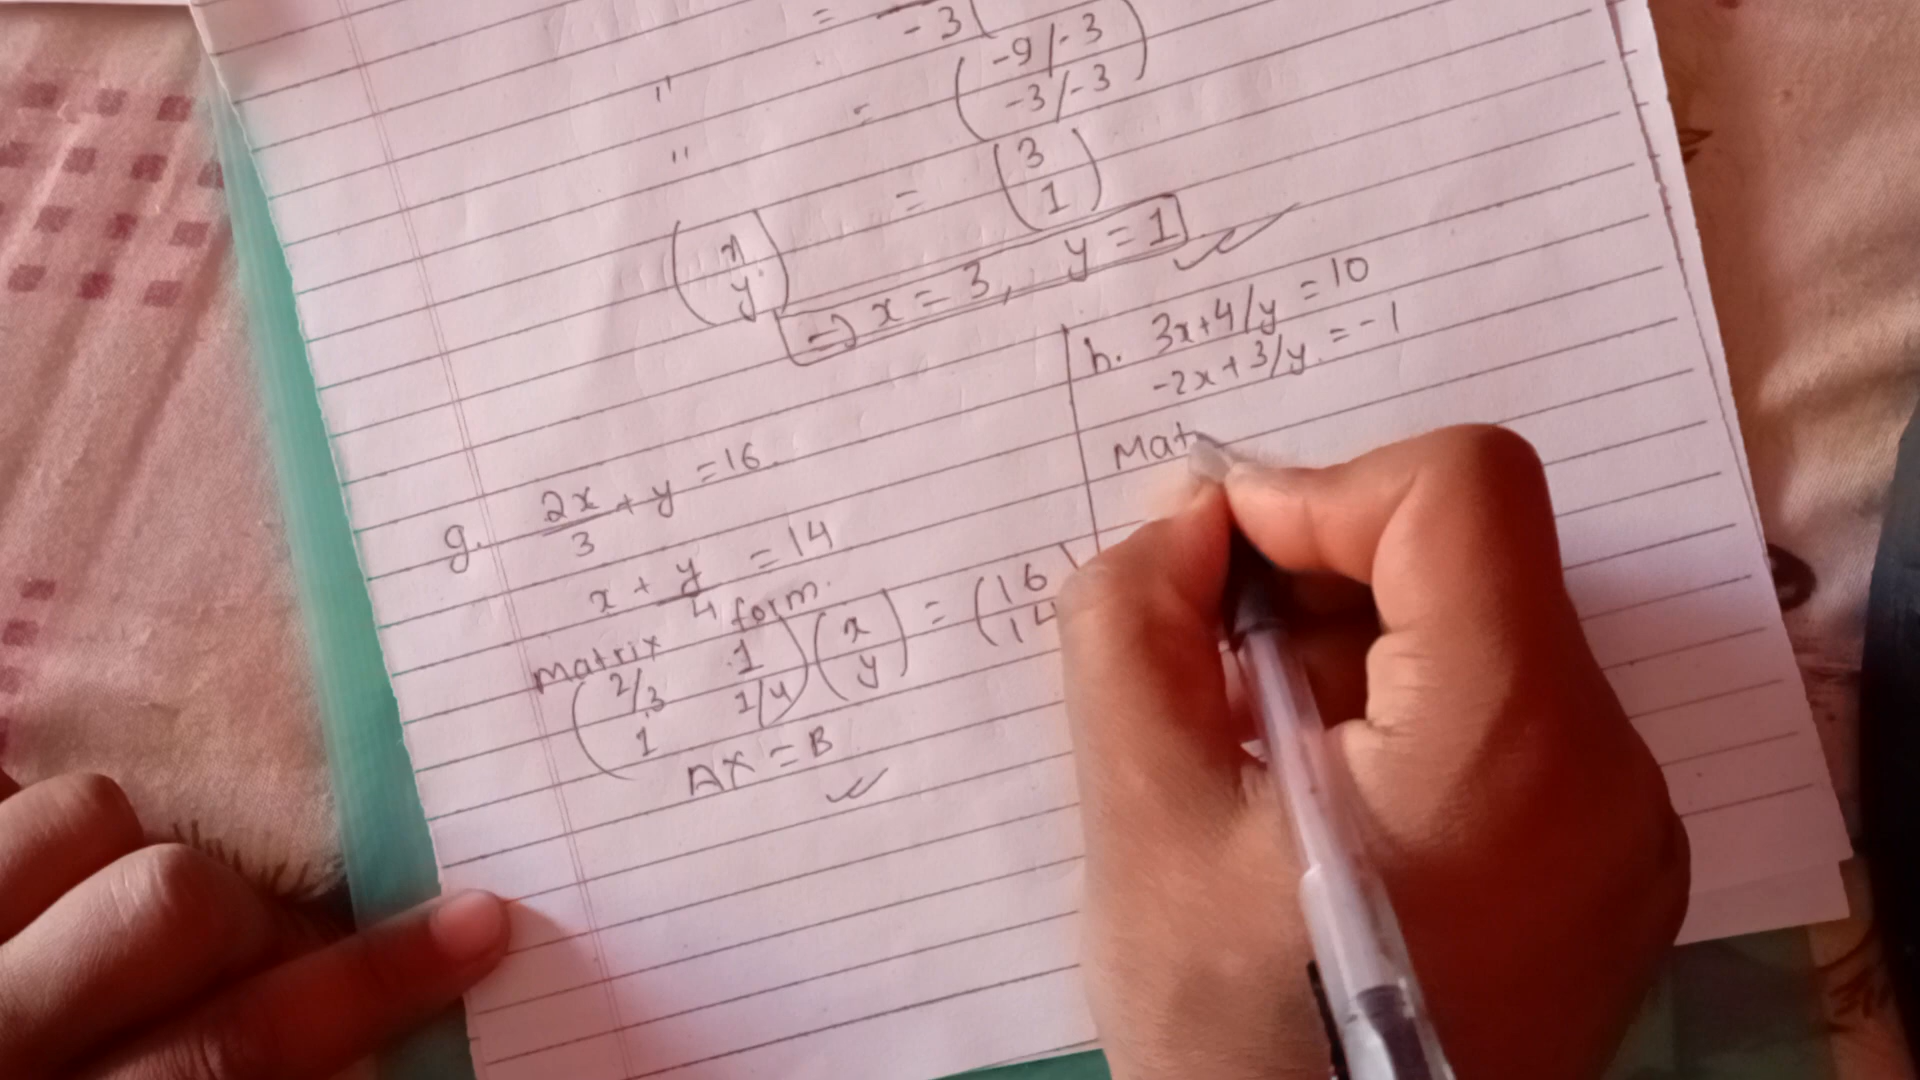 = -3 (
" = ( -9/-3
-3/-3 )
" = ( 3
1 )
( x
y )
=> x = 3, y = 1
g. 2x/3 + y = 16
x + y/4 = 14
matrix form.
( 2/3 1
1 1/4 ) ( x
y ) = ( 16
14
AX = B
h. 3x+4/y = 10
-2x+3/y = -1
Mat